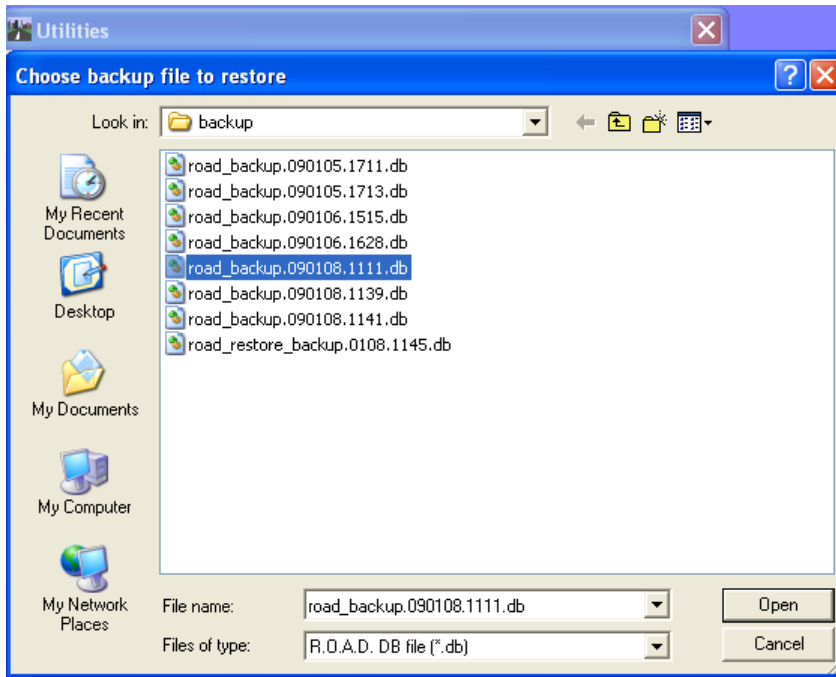 Utilities
Choose backup file to restore
Look in: backup
road_backup.090105.1711.db
road_backup.090105.1713.db
road_backup.090106.1515.db
road_backup.090106.1628.db
road_backup.090108.1111.db
road_backup.090108.1139.db
road_backup.090108.1141.db
road_restore_backup.0108.1145.db
My Recent
Documents
Desktop
My Documents
My Computer
My Network
Places
File name: road_backup.090108.1111.db Open
Files of type: R.O.A.D. DB file (*.db) Cancel